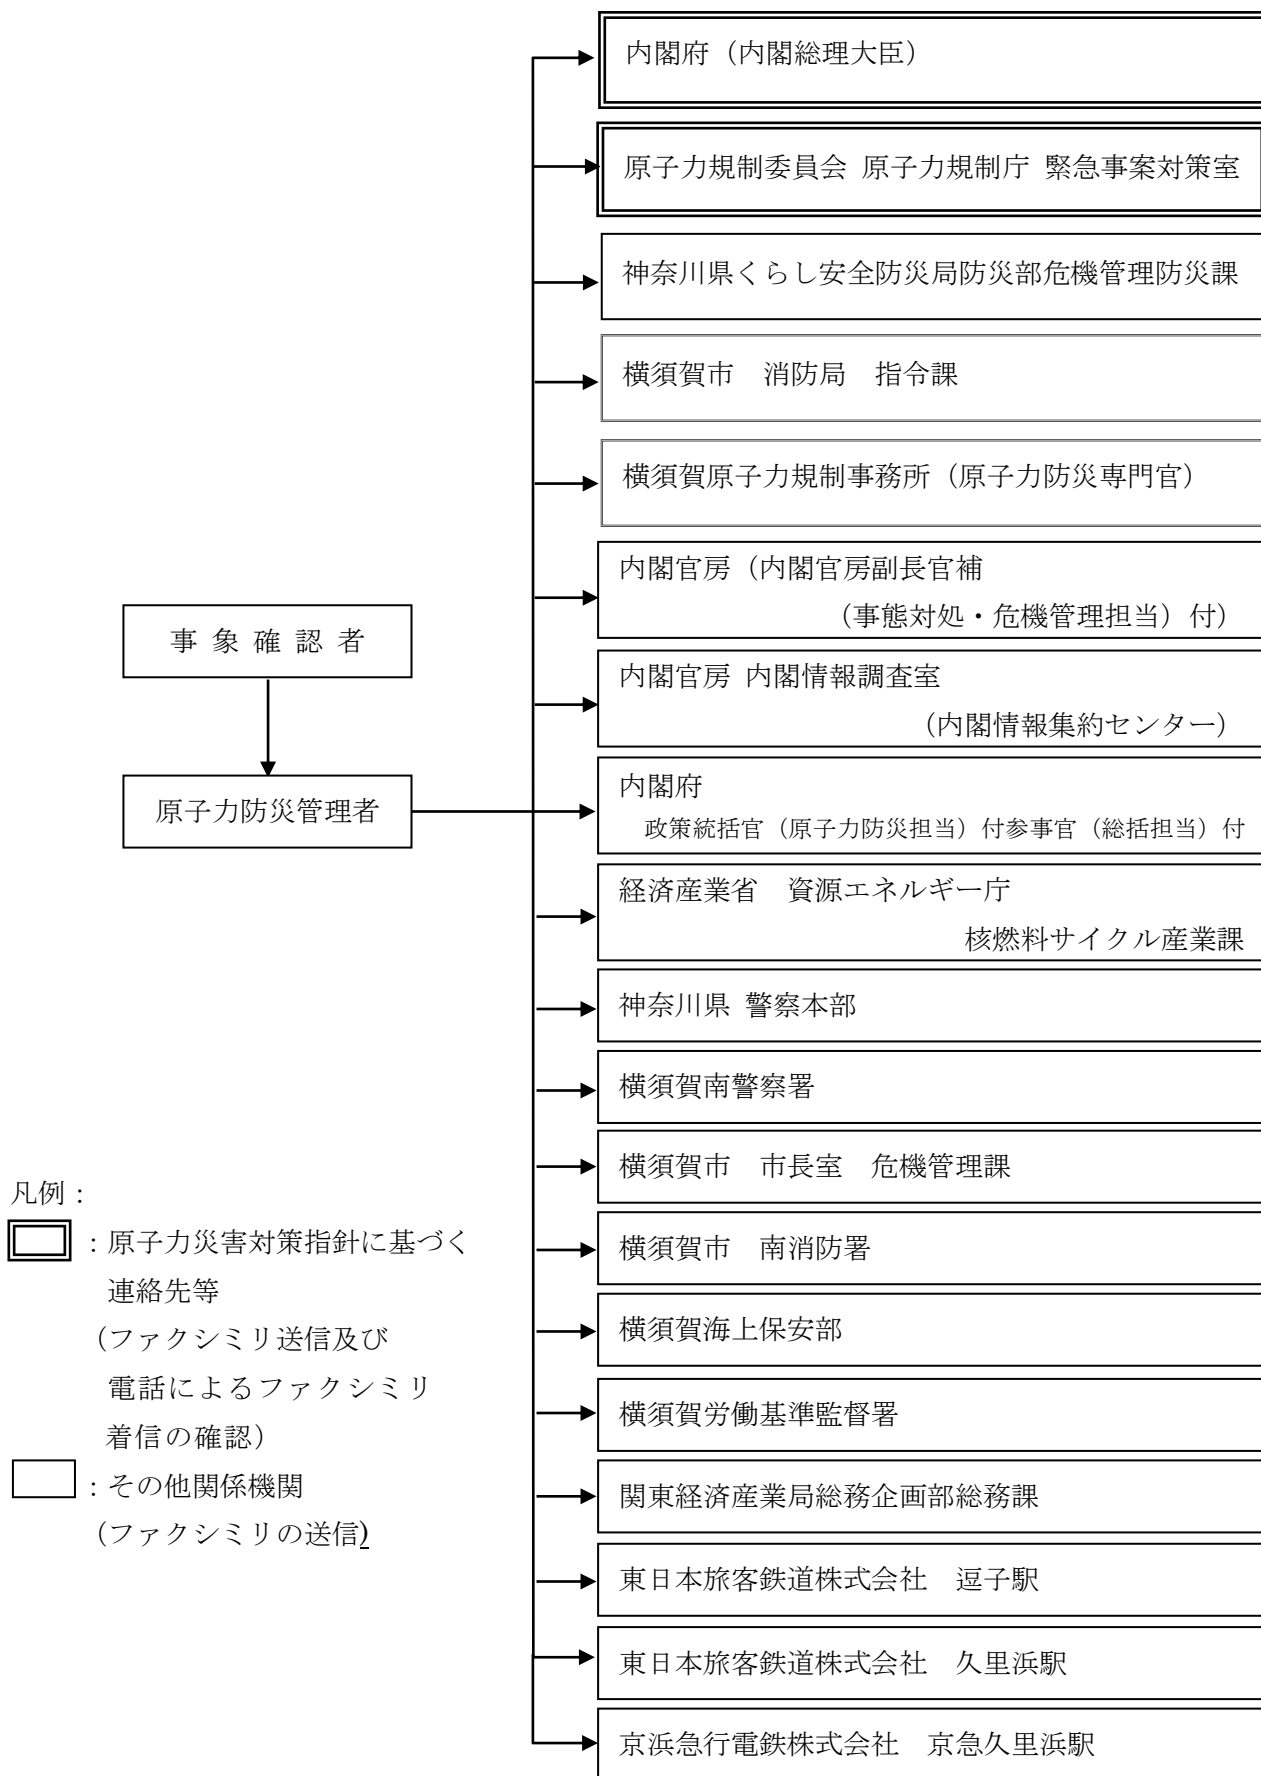 内閣府（内閣総理大臣）
原子力規制委員会 原子力規制庁 緊急事案対策室
神奈川県くらし安全防災局防災部危機管理防災課
横須賀市　消防局　指令課
横須賀原子力規制事務所（原子力防災専門官）
内閣官房（内閣官房副長官補
（事態対処・危機管理担当）付）
内閣官房 内閣情報調査室
（内閣情報集約センター）
内閣府
政策統括官（原子力防災担当）付参事官（総括担当）付
経済産業省　資源エネルギー庁
核燃料サイクル産業課
神奈川県 警察本部
横須賀南警察署
横須賀市　市長室　危機管理課
横須賀市　南消防署
横須賀海上保安部
横須賀労働基準監督署
関東経済産業局総務企画部総務課
東日本旅客鉄道株式会社　逗子駅
東日本旅客鉄道株式会社　久里浜駅
京浜急行電鉄株式会社　京急久里浜駅
事 象 確 認 者
原子力防災管理者
凡例：
：原子力災害対策指針に基づく
連絡先等
（ファクシミリ送信及び
電話によるファクシミリ
着信の確認）
：その他関係機関
（ファクシミリの送信)